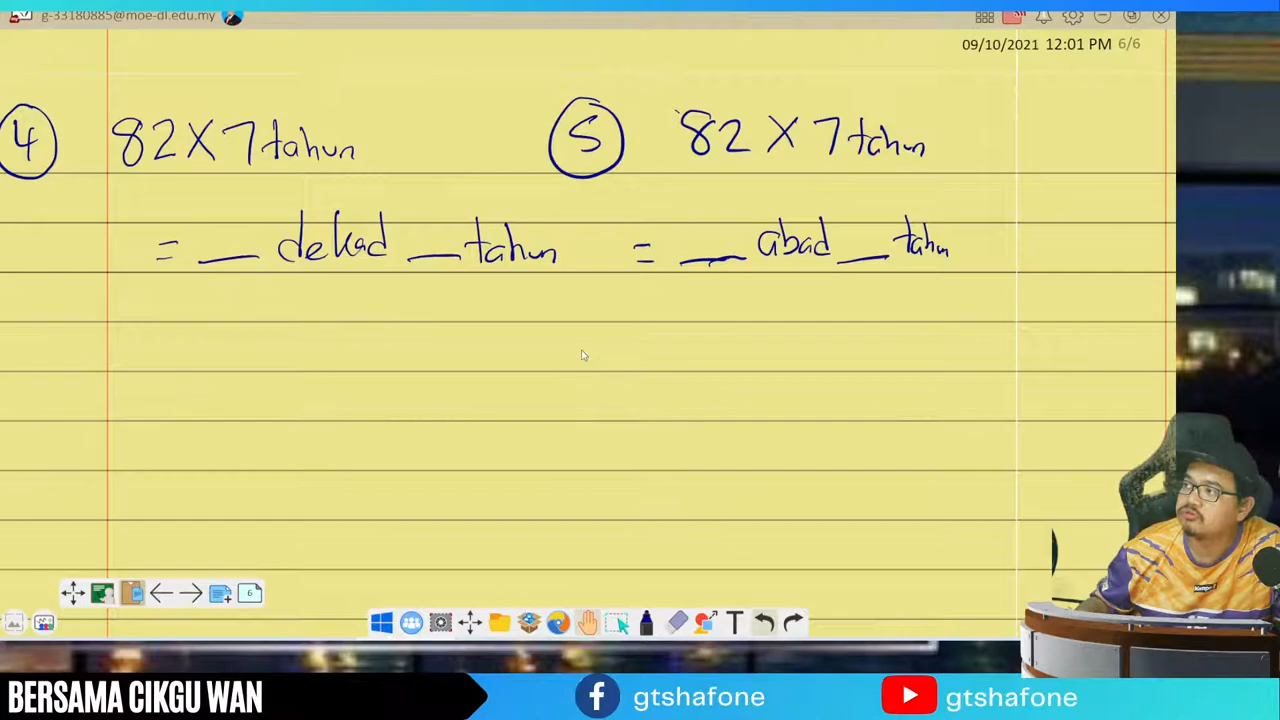 g-33180885@moe-dl.edu.my
09/10/2021 12:01 PM 6/6
4 82 X 7 tahun
= __ dekad __ tahun
5 82 X 7 tahun
= __ abad __ tahun
6
T
BERSAMA CIKGU WAN
gtshafone
gtshafone